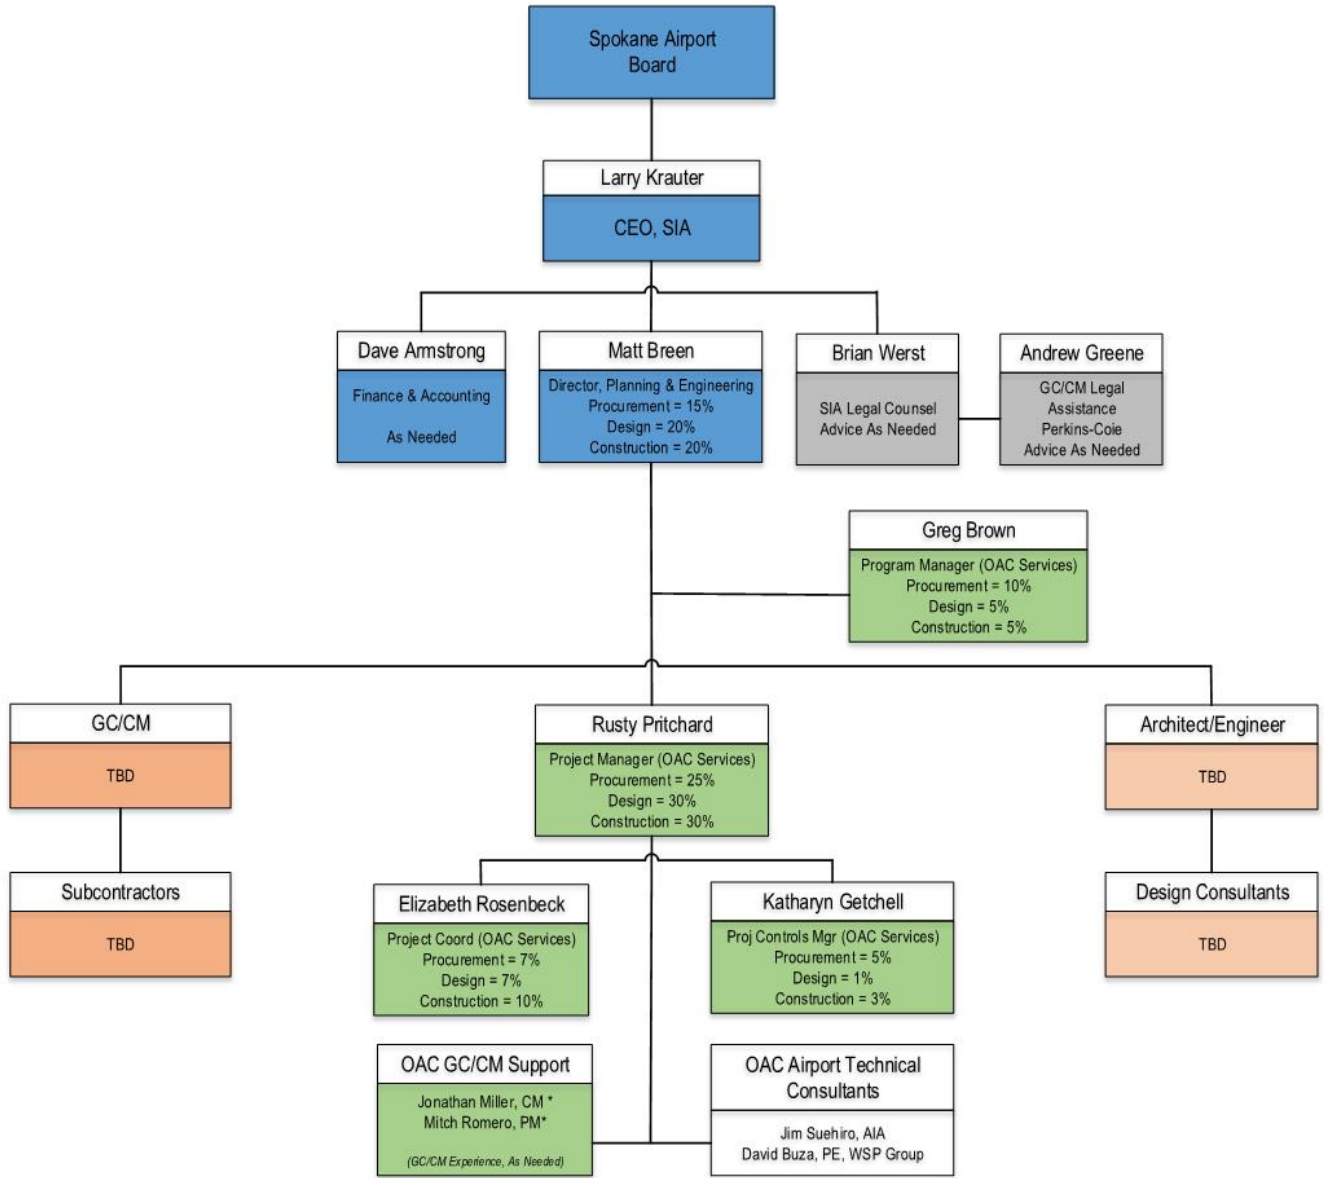 Spokane Airport
Board
Larry Krauter
CEO, SIA
Dave Armstrong
Finance & Accounting
As Needed
Matt Breen
Director, Planning & Engineering
Procurement = 15%
Design = 20%
Construction = 20%
Brian Werst
SIA Legal Counsel
Advice As Needed
Andrew Greene
GC/CM Legal
Assistance
Perkins-Coie
Advice As Needed
Greg Brown
Program Manager (OAC Services)
Procurement = 10%
Design = 5%
Construction = 5%
GC/CM
TBD
Rusty Pritchard
Project Manager (OAC Services)
Procurement = 25%
Design = 30%
Construction = 30%
Architect/Engineer
TBD
Subcontractors
TBD
Elizabeth Rosenbeck
Project Coord (OAC Services)
Procurement = 7%
Design = 7%
Construction = 10%
Katharyn Getchell
Proj Controls Mgr (OAC Services)
Procurement = 5%
Design = 1%
Construction = 3%
Design Consultants
TBD
OAC GC/CM Support
Jonathan Miller, CM *
Mitch Romero, PM*
(GC/CM Experience, As Needed)
OAC Airport Technical
Consultants
Jim Suehiro, AIA
David Buza, PE, WSP Group